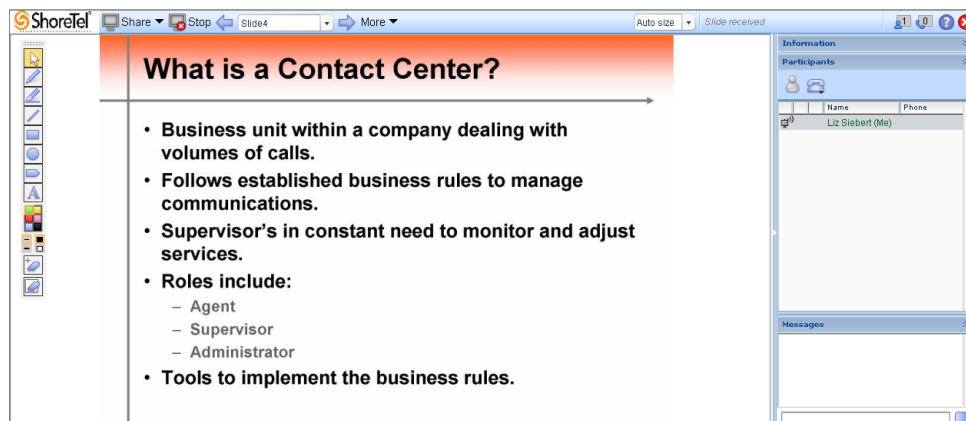 ShoreTel Share Stop Slide4 More Auto size Slide received 1 0 ?
What is a Contact Center?
• Business unit within a company dealing with
volumes of calls.
• Follows established business rules to manage
communications.
• Supervisor's in constant need to monitor and adjust
services.
• Roles include:
– Agent
– Supervisor
– Administrator
• Tools to implement the business rules.
A
Information
Participants
Name Phone
Liz Siebert (Me)
Messages